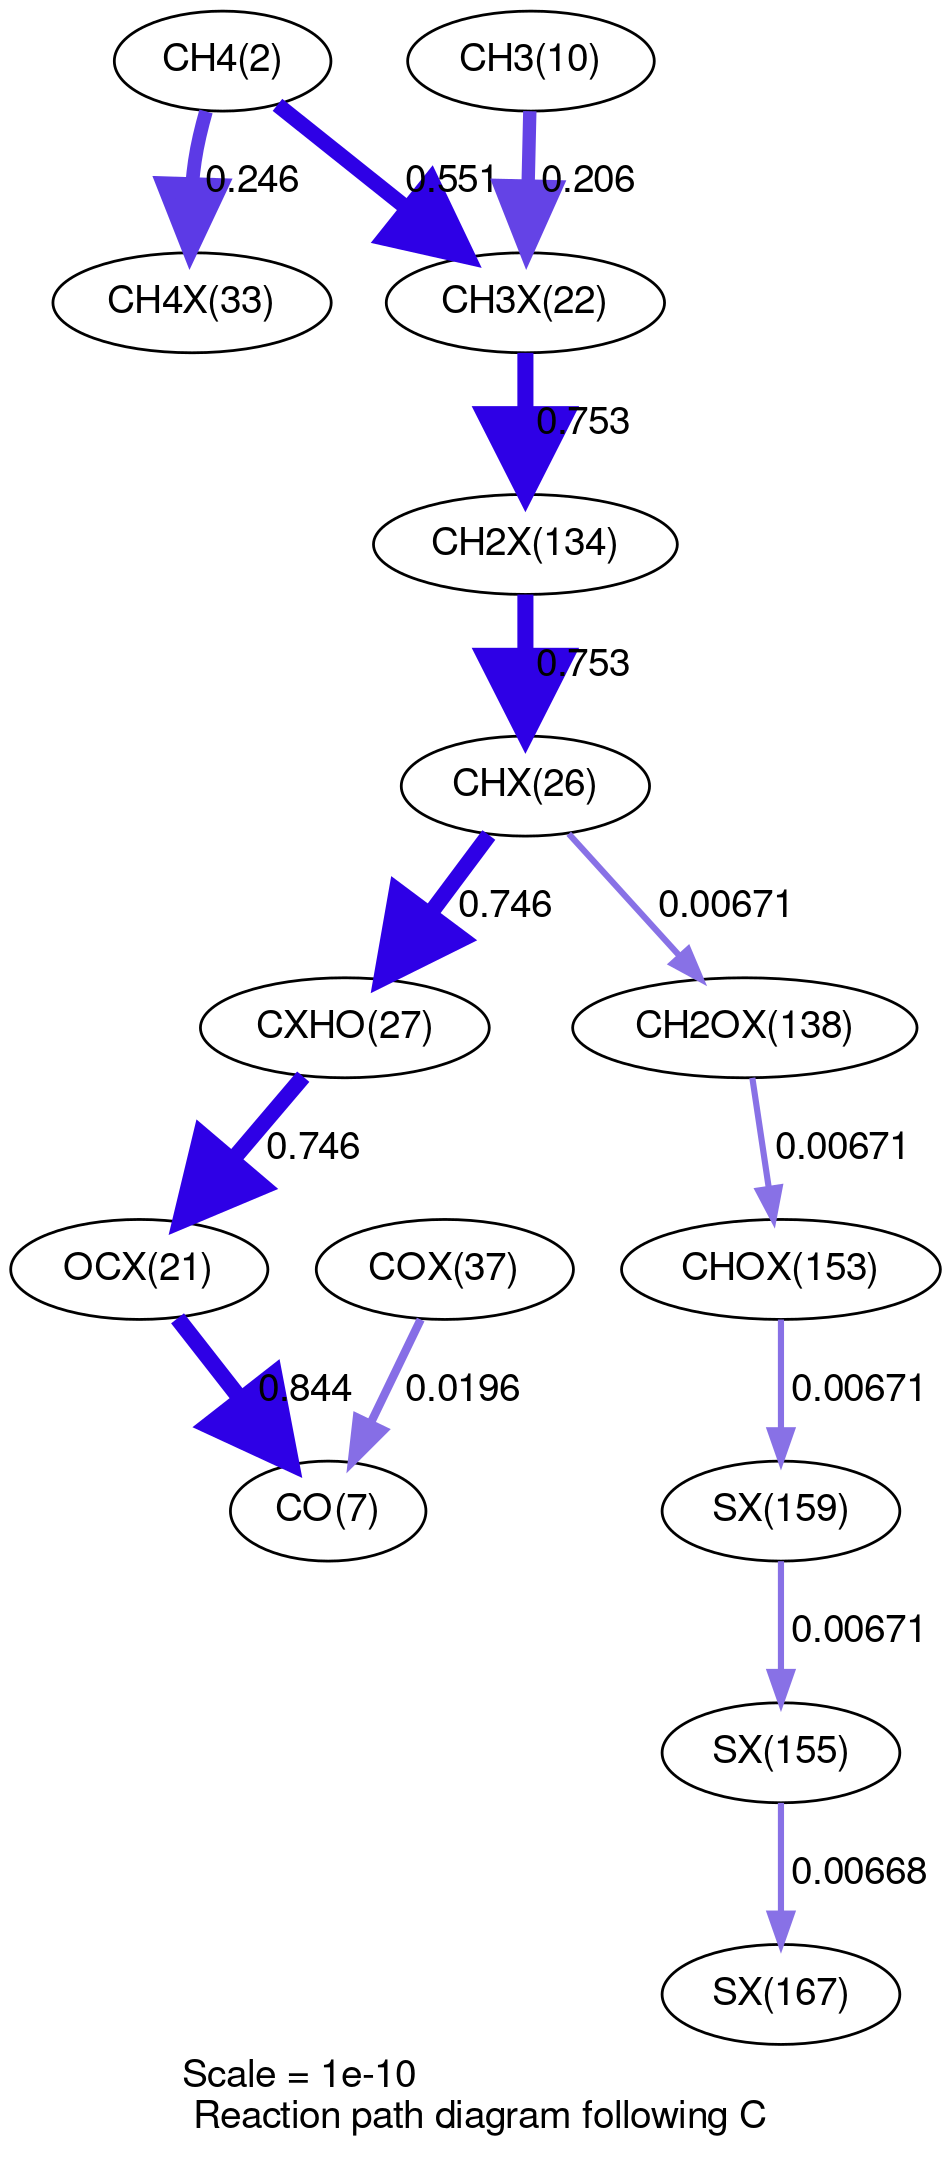 CH4(2)
CH3(10)
0.246
0.551
0.206
CH4X(33)
CH3X(22)
0.753
CH2X(134)
0.753
CHX(26)
0.746
0.00671
CXHO(27)
CH2OX(138)
0.746
0.00671
OCX(21)
COX(37)
CHOX(153)
0.844
0.0196
0.00671
CO(7)
SX(159)
0.00671
SX(155)
0.00668
SX(167)
Scale = 1e-10
Reaction path diagram following C